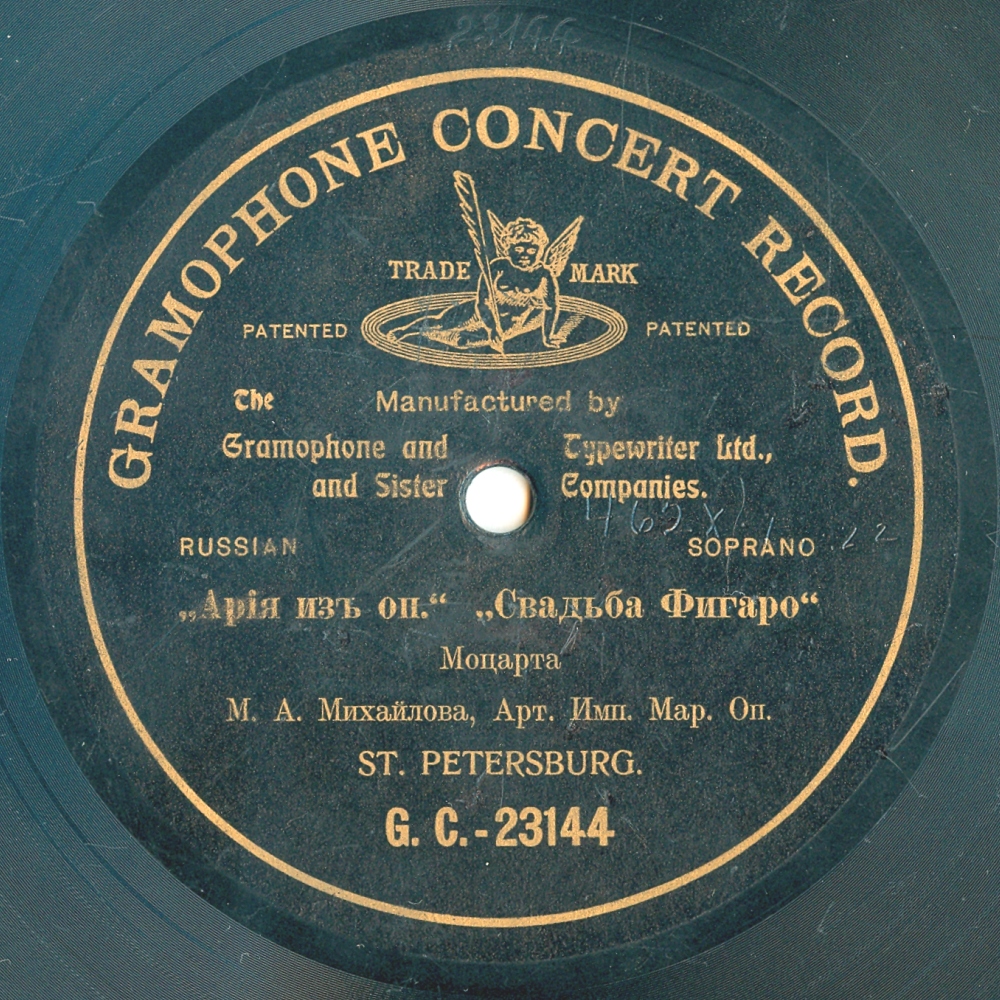 23144
GRAMOPHONE CONCERT RECORD.
TRADE MARK
PATENTED PATENTED
The Manufactured by
Gramophone and Typewriter Ltd.,
and Sister Companies.
RUSSIAN SOPRANO
„Арія изъ оп.“ „Свадьба Фигаро“
Моцарта
М. А. Михайлова, Арт. Имп. Мар. Оп.
ST. PETERSBURG.
G. C.-23144